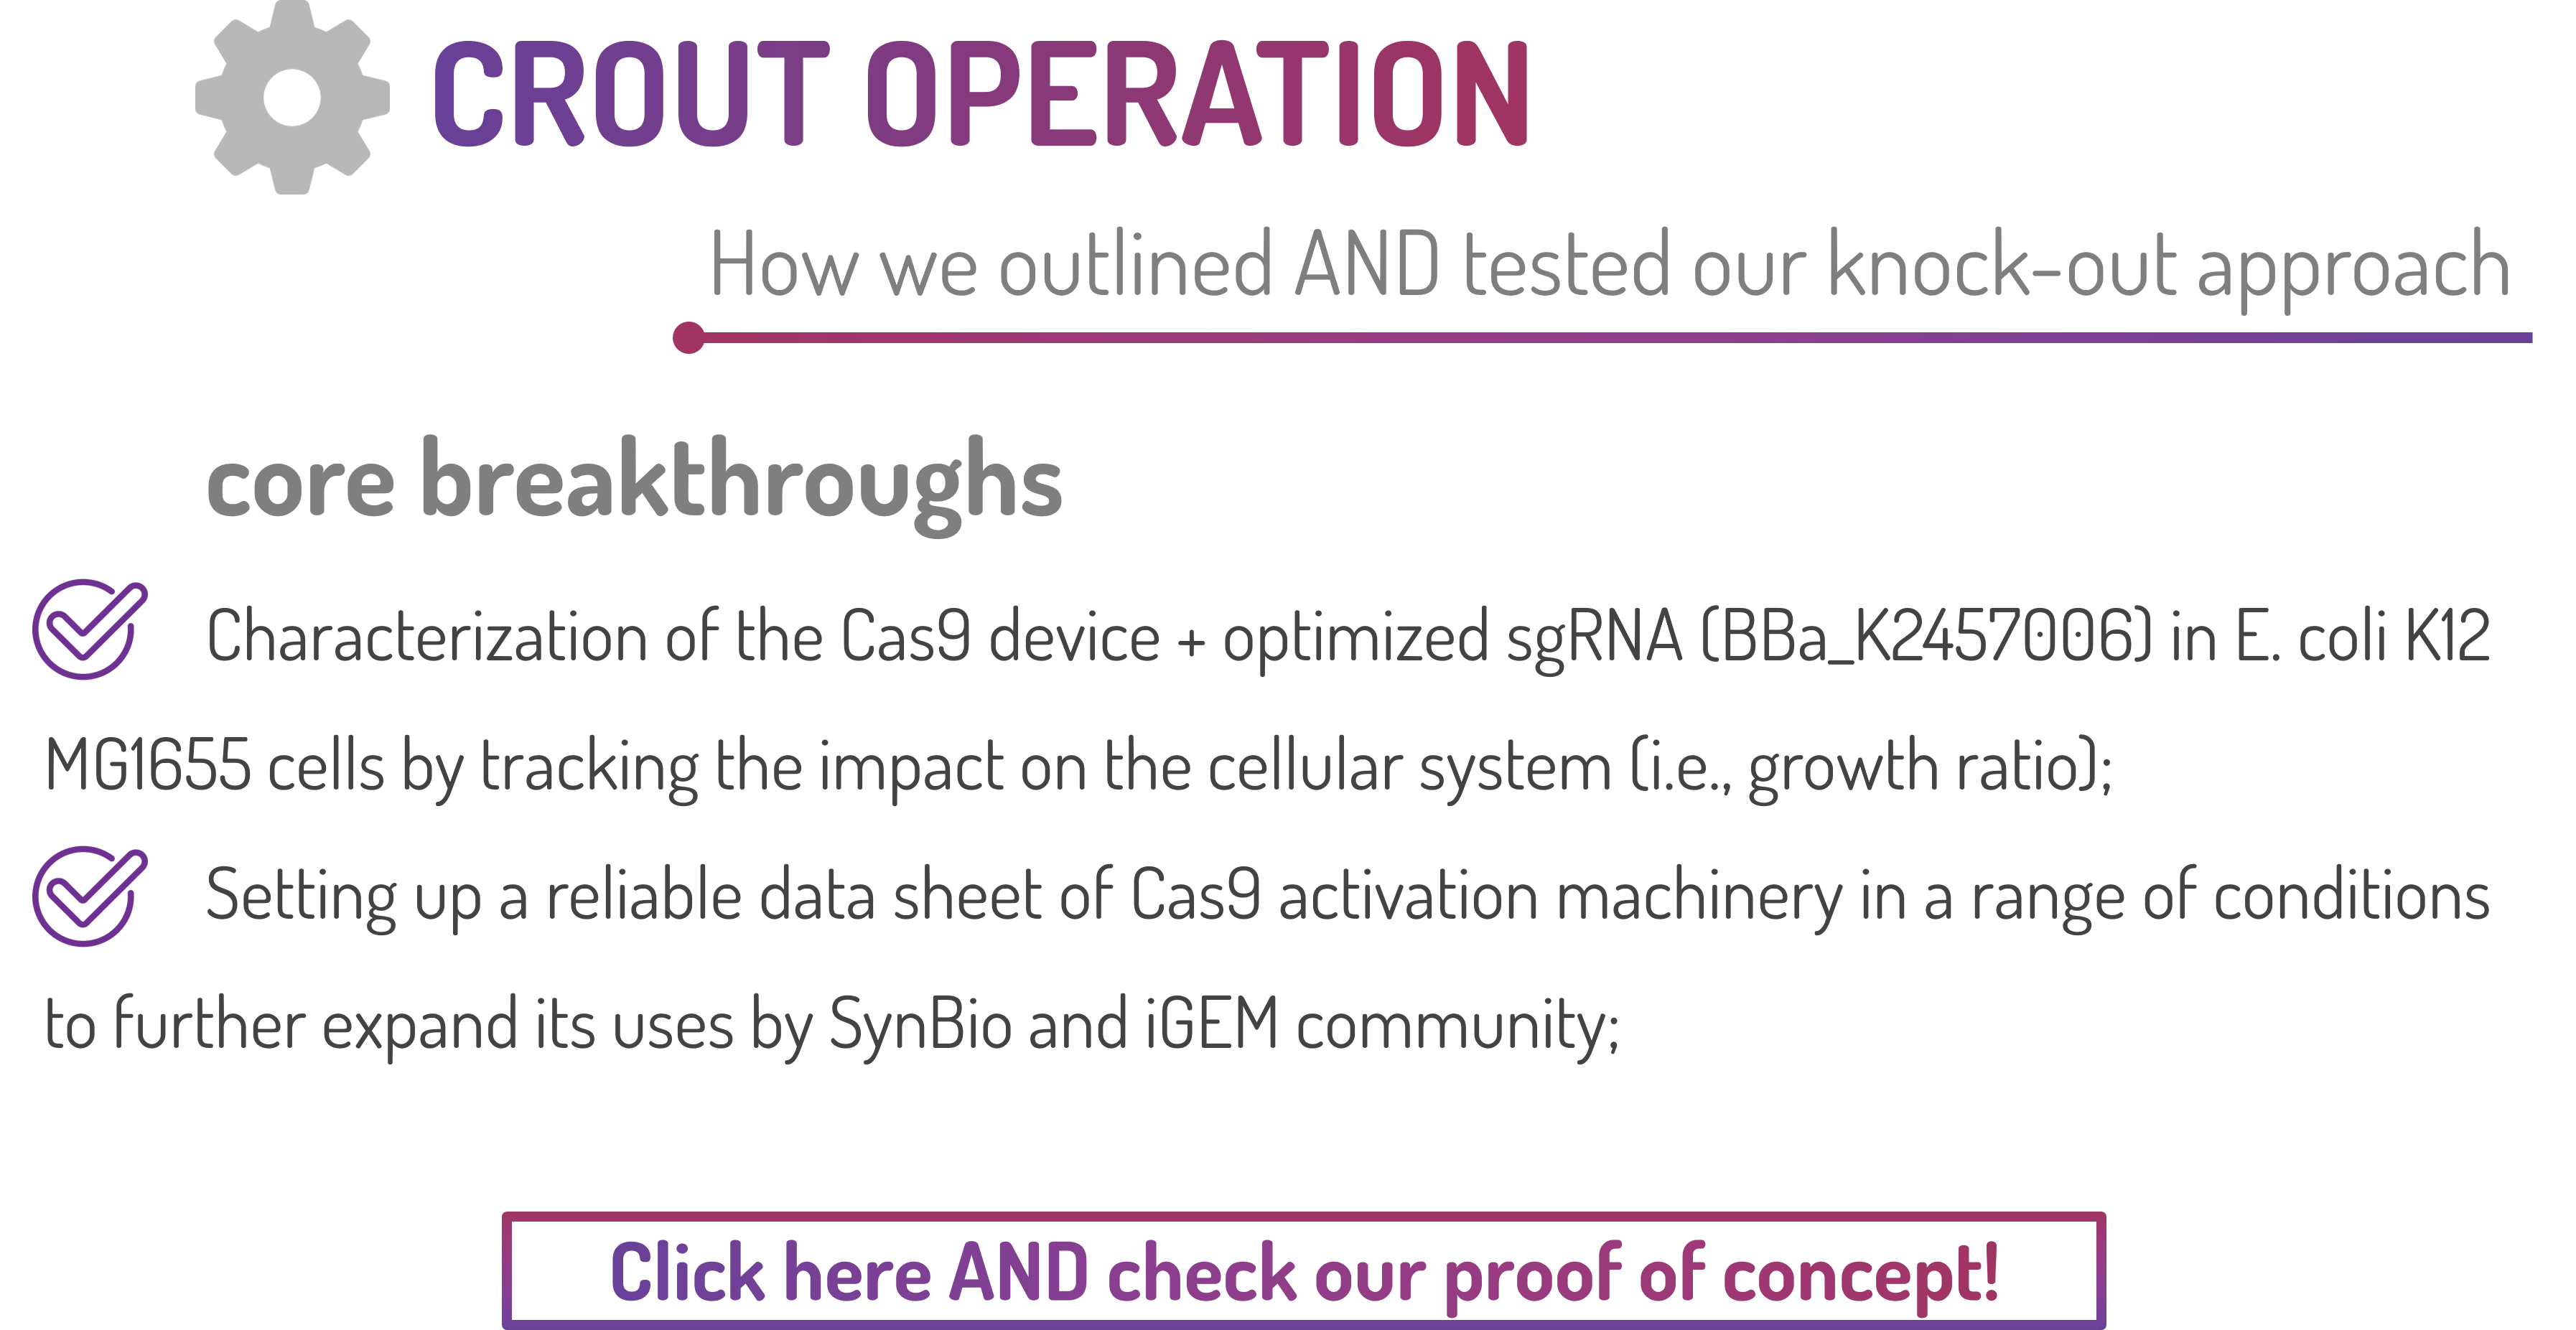 CROUT OPERATION
How we outlined AND tested our knock-out approach
core breakthroughs
Characterization of the Cas9 device + optimized sgRNA (BBa_K2457006) in E. coli K12
MG1655 cells by tracking the impact on the cellular system (i.e., growth ratio);
Setting up a reliable data sheet of Cas9 activation machinery in a range of conditions
to further expand its uses by SynBio and iGEM community;
Click here AND check our proof of concept!